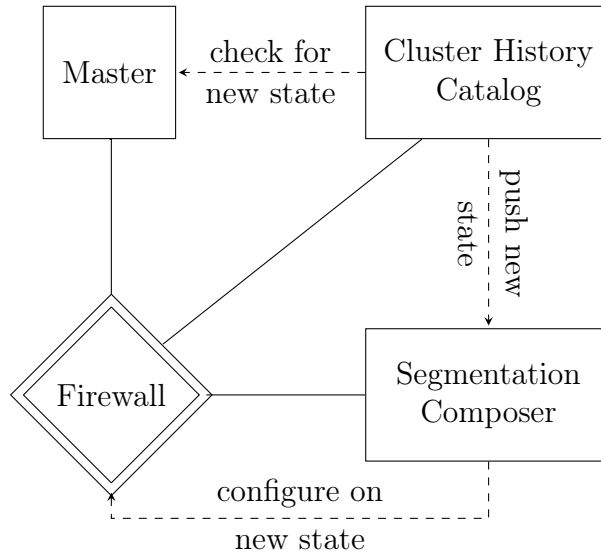 Master
check for
new state
Cluster History
Catalog
push new
state
Firewall
Segmentation
Composer
configure on
new state